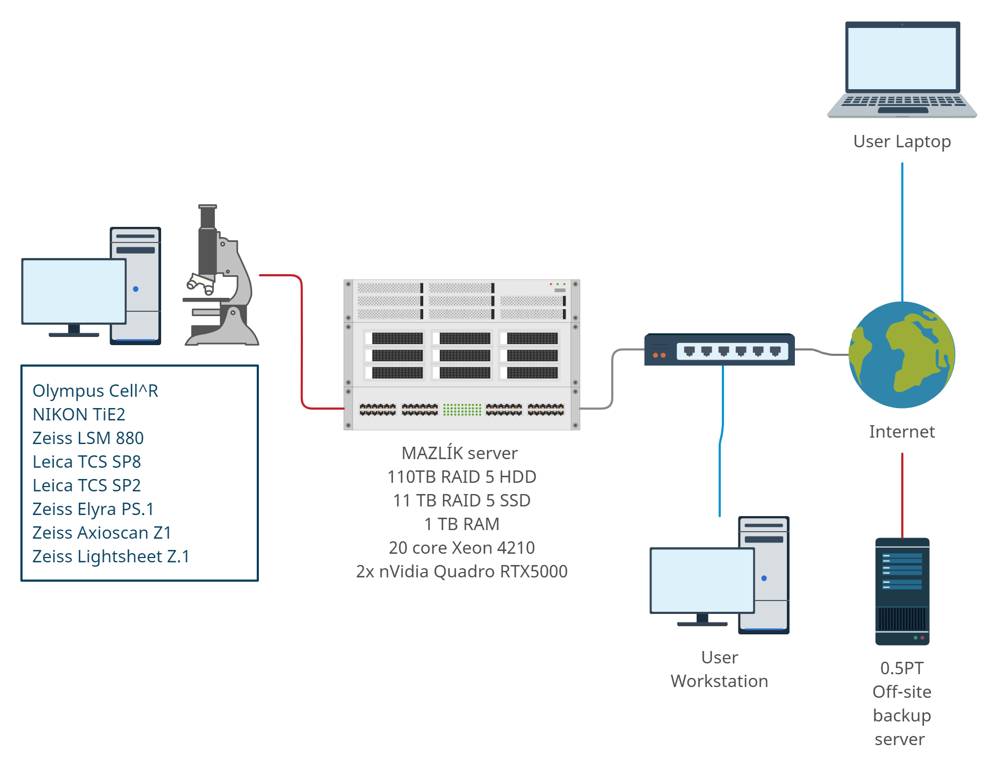 User Laptop
Olympus Cell^R
NIKON TiE2
Zeiss LSM 880
Leica TCS SP8
Leica TCS SP2
Zeiss Elyra PS.1
Zeiss Axioscan Z1
Zeiss Lightsheet Z.1
MAZLÍK server
110TB RAID 5 HDD
11 TB RAID 5 SSD
1 TB RAM
20 core Xeon 4210
2x nVidia Quadro RTX5000
Internet
User
Workstation
0.5PT
Off-site
backup
server